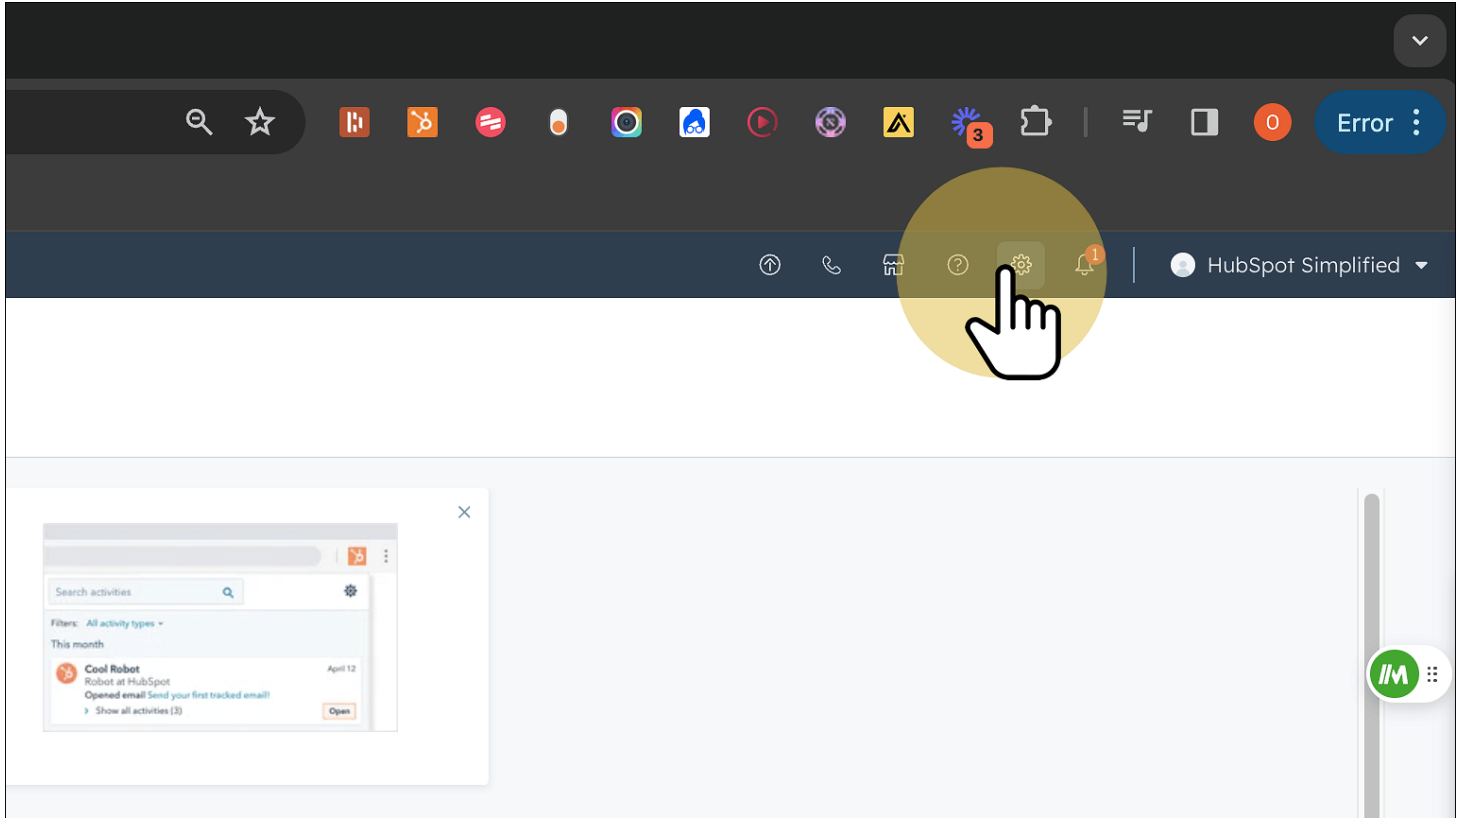 3
O
Error
1
HubSpot Simplified
Search activities
Filters: All activity types
This month
Cool Robot April 12
Robot at HubSpot
Opened email Send your first tracked email!
Show all activities (3) Open